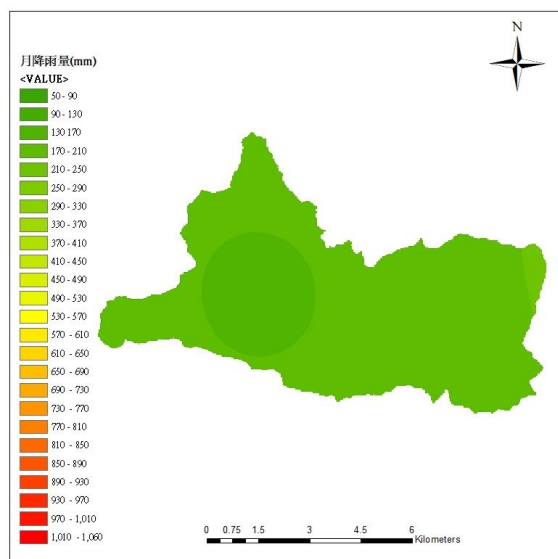 N
月降雨量(mm)
<VALUE>
50 - 90
90 - 130
130 170
170 - 210
210 - 250
250 - 290
290 - 330
330 - 370
370 - 410
410 - 450
450 - 490
490 - 530
530 - 570
570 - 610
610 - 650
650 - 690
690 - 730
730 - 770
770 - 810
810 - 850
850 - 890
890 - 930
930 - 970
970 - 1,010
1,010 - 1,060
0 0.75 1.5 3 4.5 6
Kilometers